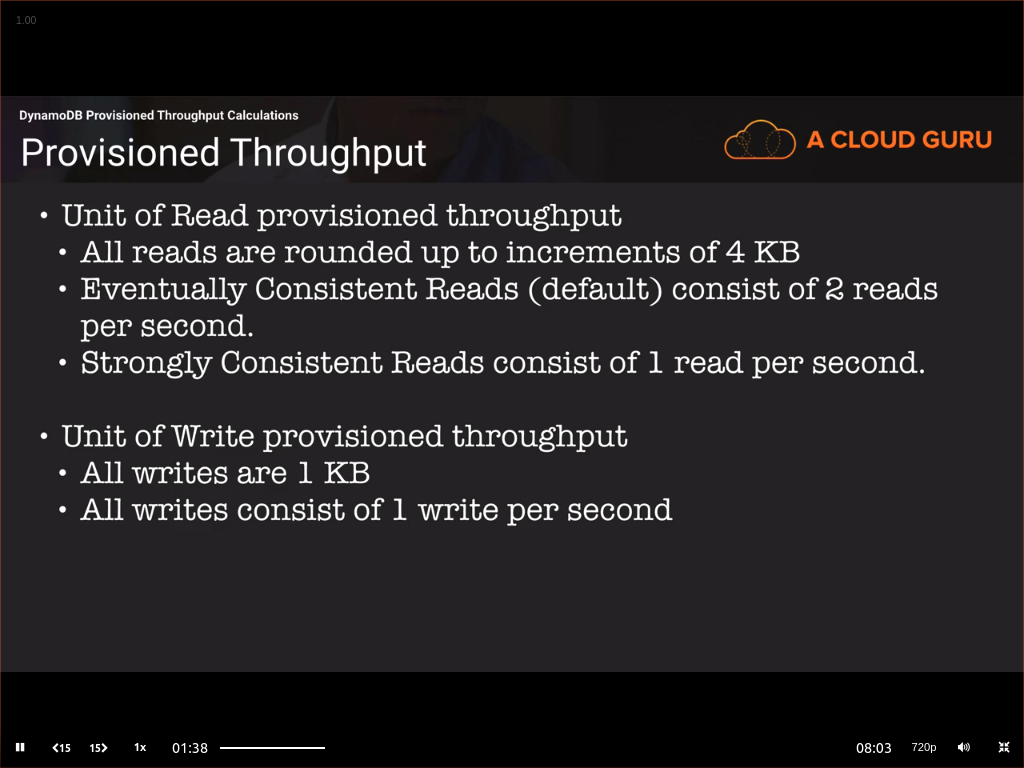 1.00
DynamoDB Provisioned Throughput Calculations
Provisioned Throughput
A CLOUD GURU
• Unit of Read provisioned throughput
• All reads are rounded up to increments of 4 KB
• Eventually Consistent Reads (default) consist of 2 reads
per second.
• Strongly Consistent Reads consist of 1 read per second.
• Unit of Write provisioned throughput
• All writes are 1 KB
• All writes consist of 1 write per second
15 15 1x 01:38 08:03 720p